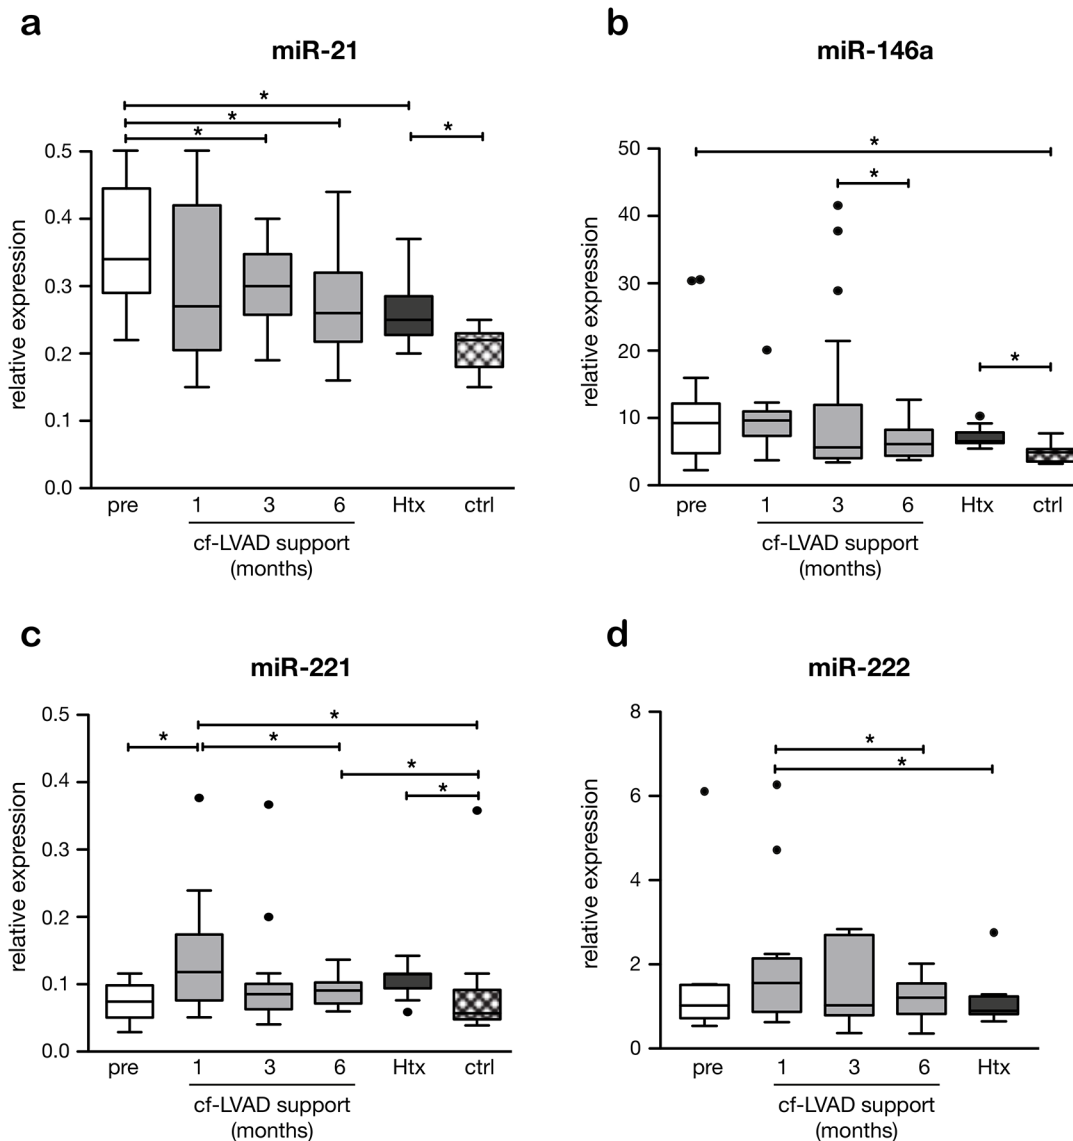 a
miR-21
* * * *
relative expression
0.5
0.4
0.3
0.2
0.1
0.0
pre 1 3 6 Htx ctrl
cf-LVAD support
(months)
b
miR-146a
* * *
relative expression
50
40
30
20
10
0
pre 1 3 6 Htx ctrl
cf-LVAD support
(months)
c
miR-221
* * * * *
relative expression
0.5
0.4
0.3
0.2
0.1
0.0
pre 1 3 6 Htx ctrl
cf-LVAD support
(months)
d
miR-222
* *
relative expression
8
6
4
2
0
pre 1 3 6 Htx
cf-LVAD support
(months)